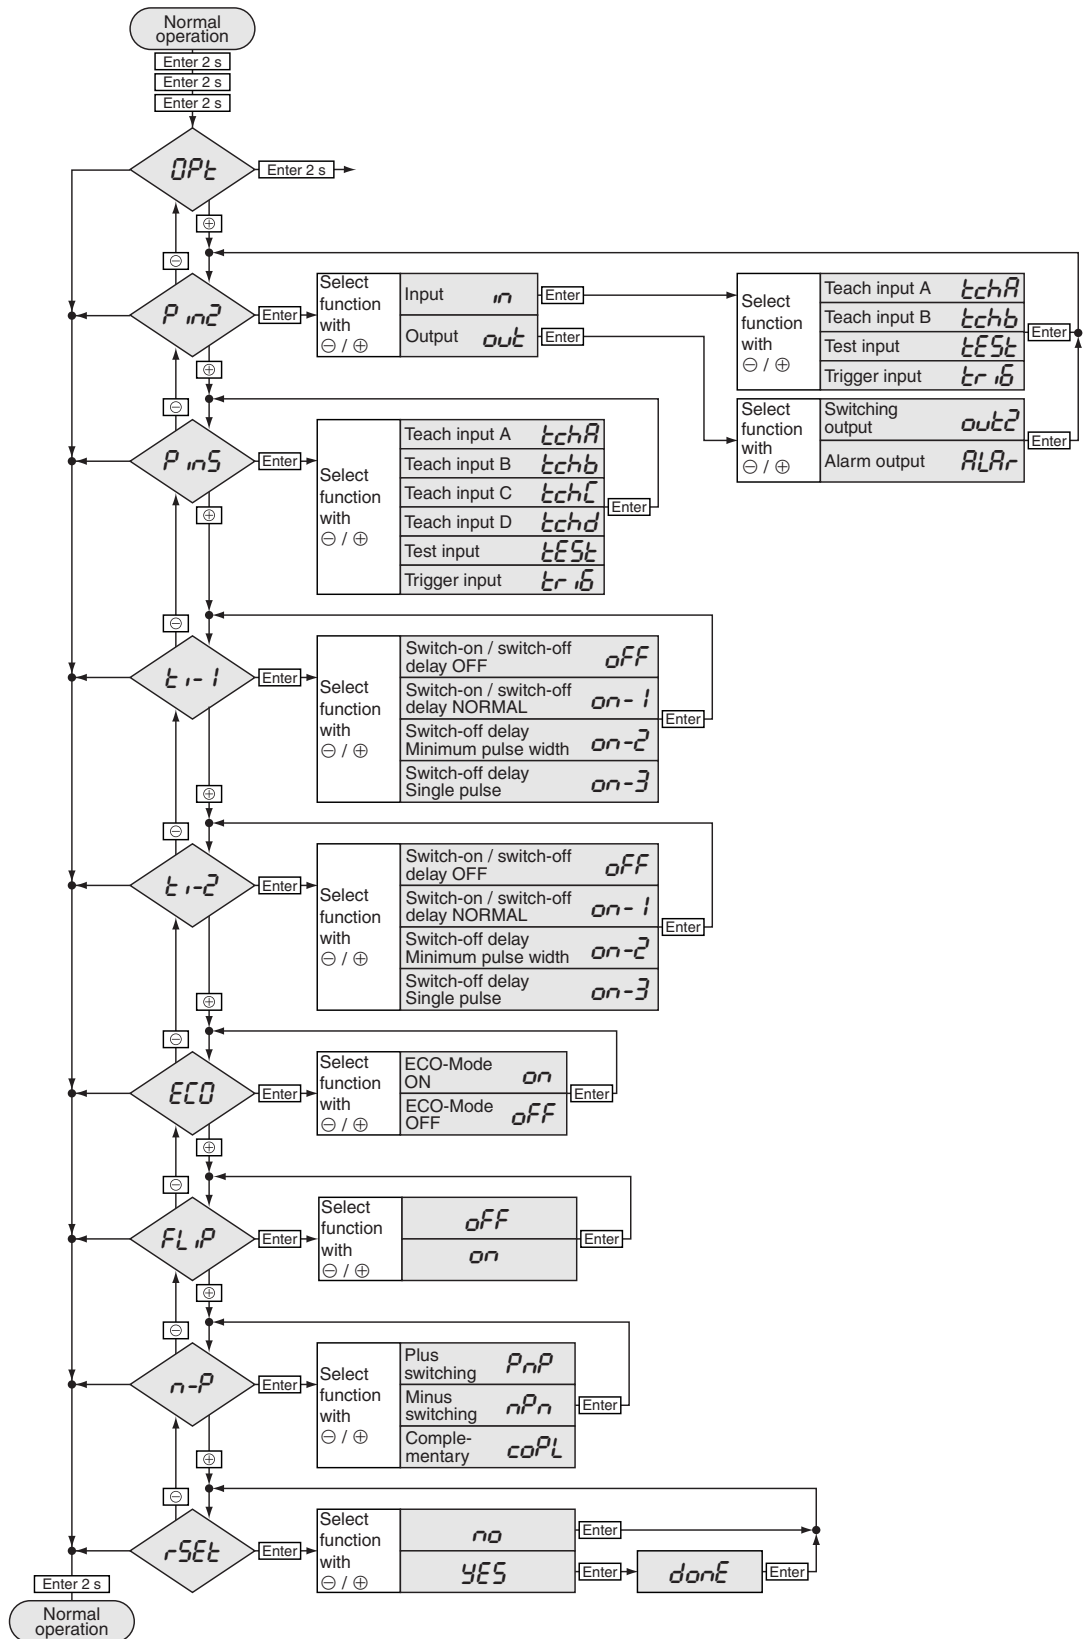 Normal
operation
Enter 2 s
Enter 2 s
Enter 2 s
OPt
Enter 2 s
⊕
⊖
Pin2
Enter
Select
function
with
⊖ / ⊕
Input in
Enter
Output out
Enter
Select
function
with
⊖ / ⊕
Teach input A tchA
Teach input B tchb
Test input tESt
Trigger input triG
Enter
Select
function
with
⊖ / ⊕
Switching
output out2
Alarm output ALAr
Enter
⊕
⊖
Pin5
Enter
Select
function
with
⊖ / ⊕
Teach input A tchA
Teach input B tchb
Teach input C tchC
Teach input D tchd
Test input tESt
Trigger input triG
Enter
⊕
⊖
ti-1
Enter
Select
function
with
⊖ / ⊕
Switch-on / switch-off
delay OFF oFF
Switch-on / switch-off
delay NORMAL on-1
Switch-off delay
Minimum pulse width on-2
Switch-off delay
Single pulse on-3
Enter
⊕
⊖
ti-2
Enter
Select
function
with
⊖ / ⊕
Switch-on / switch-off
delay OFF oFF
Switch-on / switch-off
delay NORMAL on-1
Switch-off delay
Minimum pulse width on-2
Switch-off delay
Single pulse on-3
Enter
⊕
⊖
ECO
Enter
Select
function
with
⊖ / ⊕
ECO-Mode
ON on
ECO-Mode
OFF oFF
Enter
⊕
⊖
FLiP
Enter
Select
function
with
⊖ / ⊕
oFF
on
Enter
⊕
⊖
n-P
Enter
Select
function
with
⊖ / ⊕
Plus
switching PnP
Minus
switching nPn
Comple-
mentary coPL
Enter
⊕
⊖
rSEt
Enter
Select
function
with
⊖ / ⊕
no
Enter
YES
Enter
donE
Enter
Enter 2 s
Normal
operation